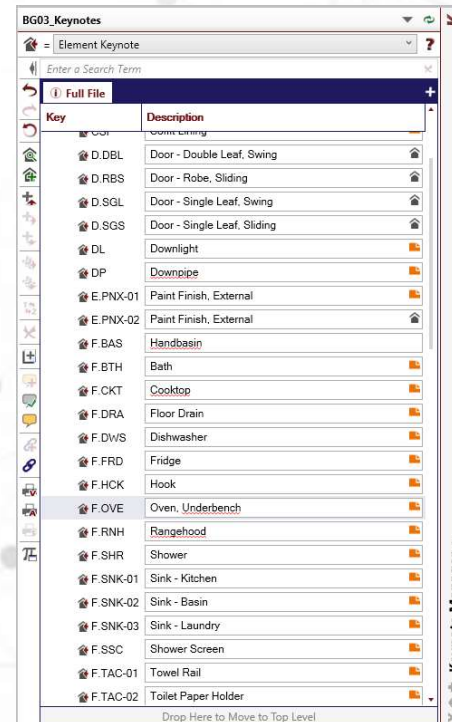 BG03_Keynotes
= Element Keynote ?
Enter a Search Term
Full File +
Key Description
D.DBL Door - Double Leaf, Swing
D.RBS Door - Robe, Sliding
D.SGL Door - Single Leaf, Swing
D.SGS Door - Single Leaf, Sliding
DL Downlight
DP Downpipe
E.PNX-01 Paint Finish, External
E.PNX-02 Paint Finish, External
F.BAS Handbasin
F.BTH Bath
F.CKT Cooktop
F.DRA Floor Drain
F.DWS Dishwasher
F.FRD Fridge
F.HCK Hook
F.OVE Oven, Underbench
F.RNH Rangehood
F.SHR Shower
F.SNK-01 Sink - Kitchen
F.SNK-02 Sink - Basin
F.SNK-03 Sink - Laundry
F.SSC Shower Screen
F.TAC-01 Towel Rail
F.TAC-02 Toilet Paper Holder
Drop Here to Move to Top Level